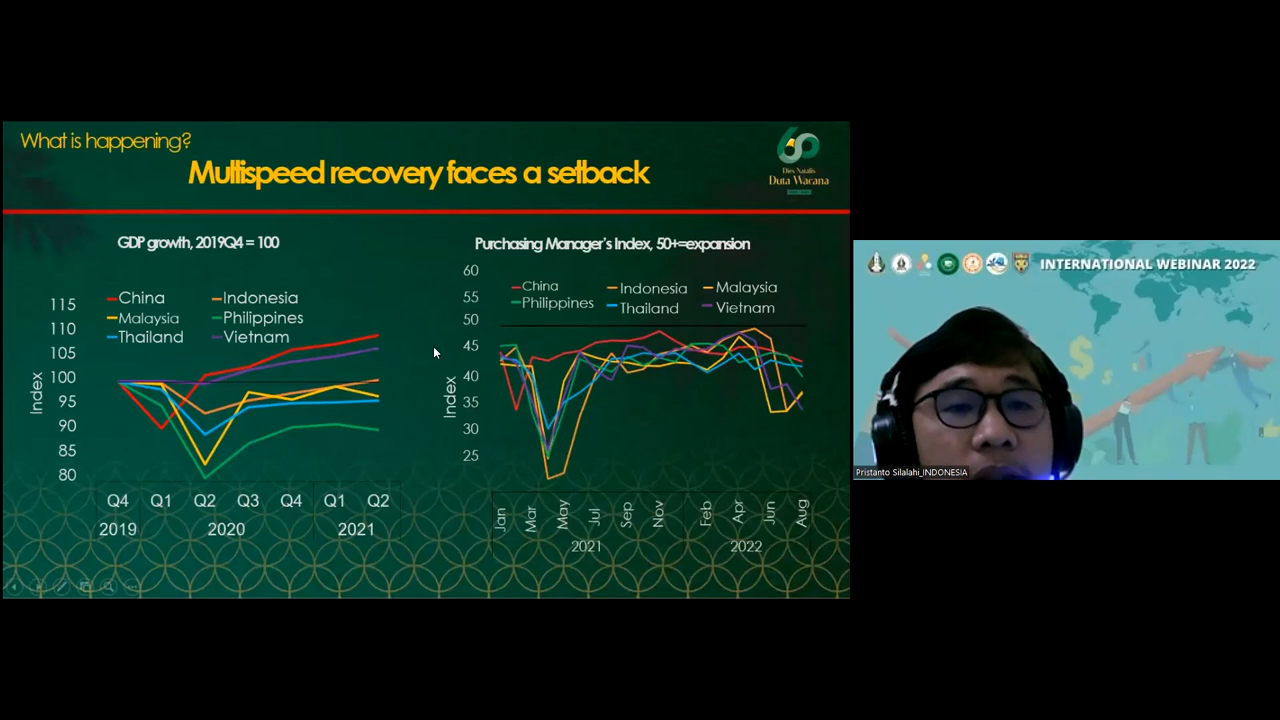 What is happening?
Multispeed recovery faces a setback
Dies Natalis
Duta Wacana
GDP growth, 2019Q4 = 100
115
110
105
100
95
90
85
80
Index
China
Indonesia
Malaysia
Philippines
Thailand
Vietnam
Q4 Q1 Q2 Q3 Q4 Q1 Q2
2019 2020 2021
Purchasing Manager's Index, 50+=expansion
60
55
50
45
40
35
30
25
Index
China
Indonesia
Malaysia
Philippines
Thailand
Vietnam
Jan Mar May Jul Sep Nov Feb Apr Jun Aug
2021 2022
INTERNATIONAL WEBINAR 2022
Pristanto Silalahi_INDONESIA